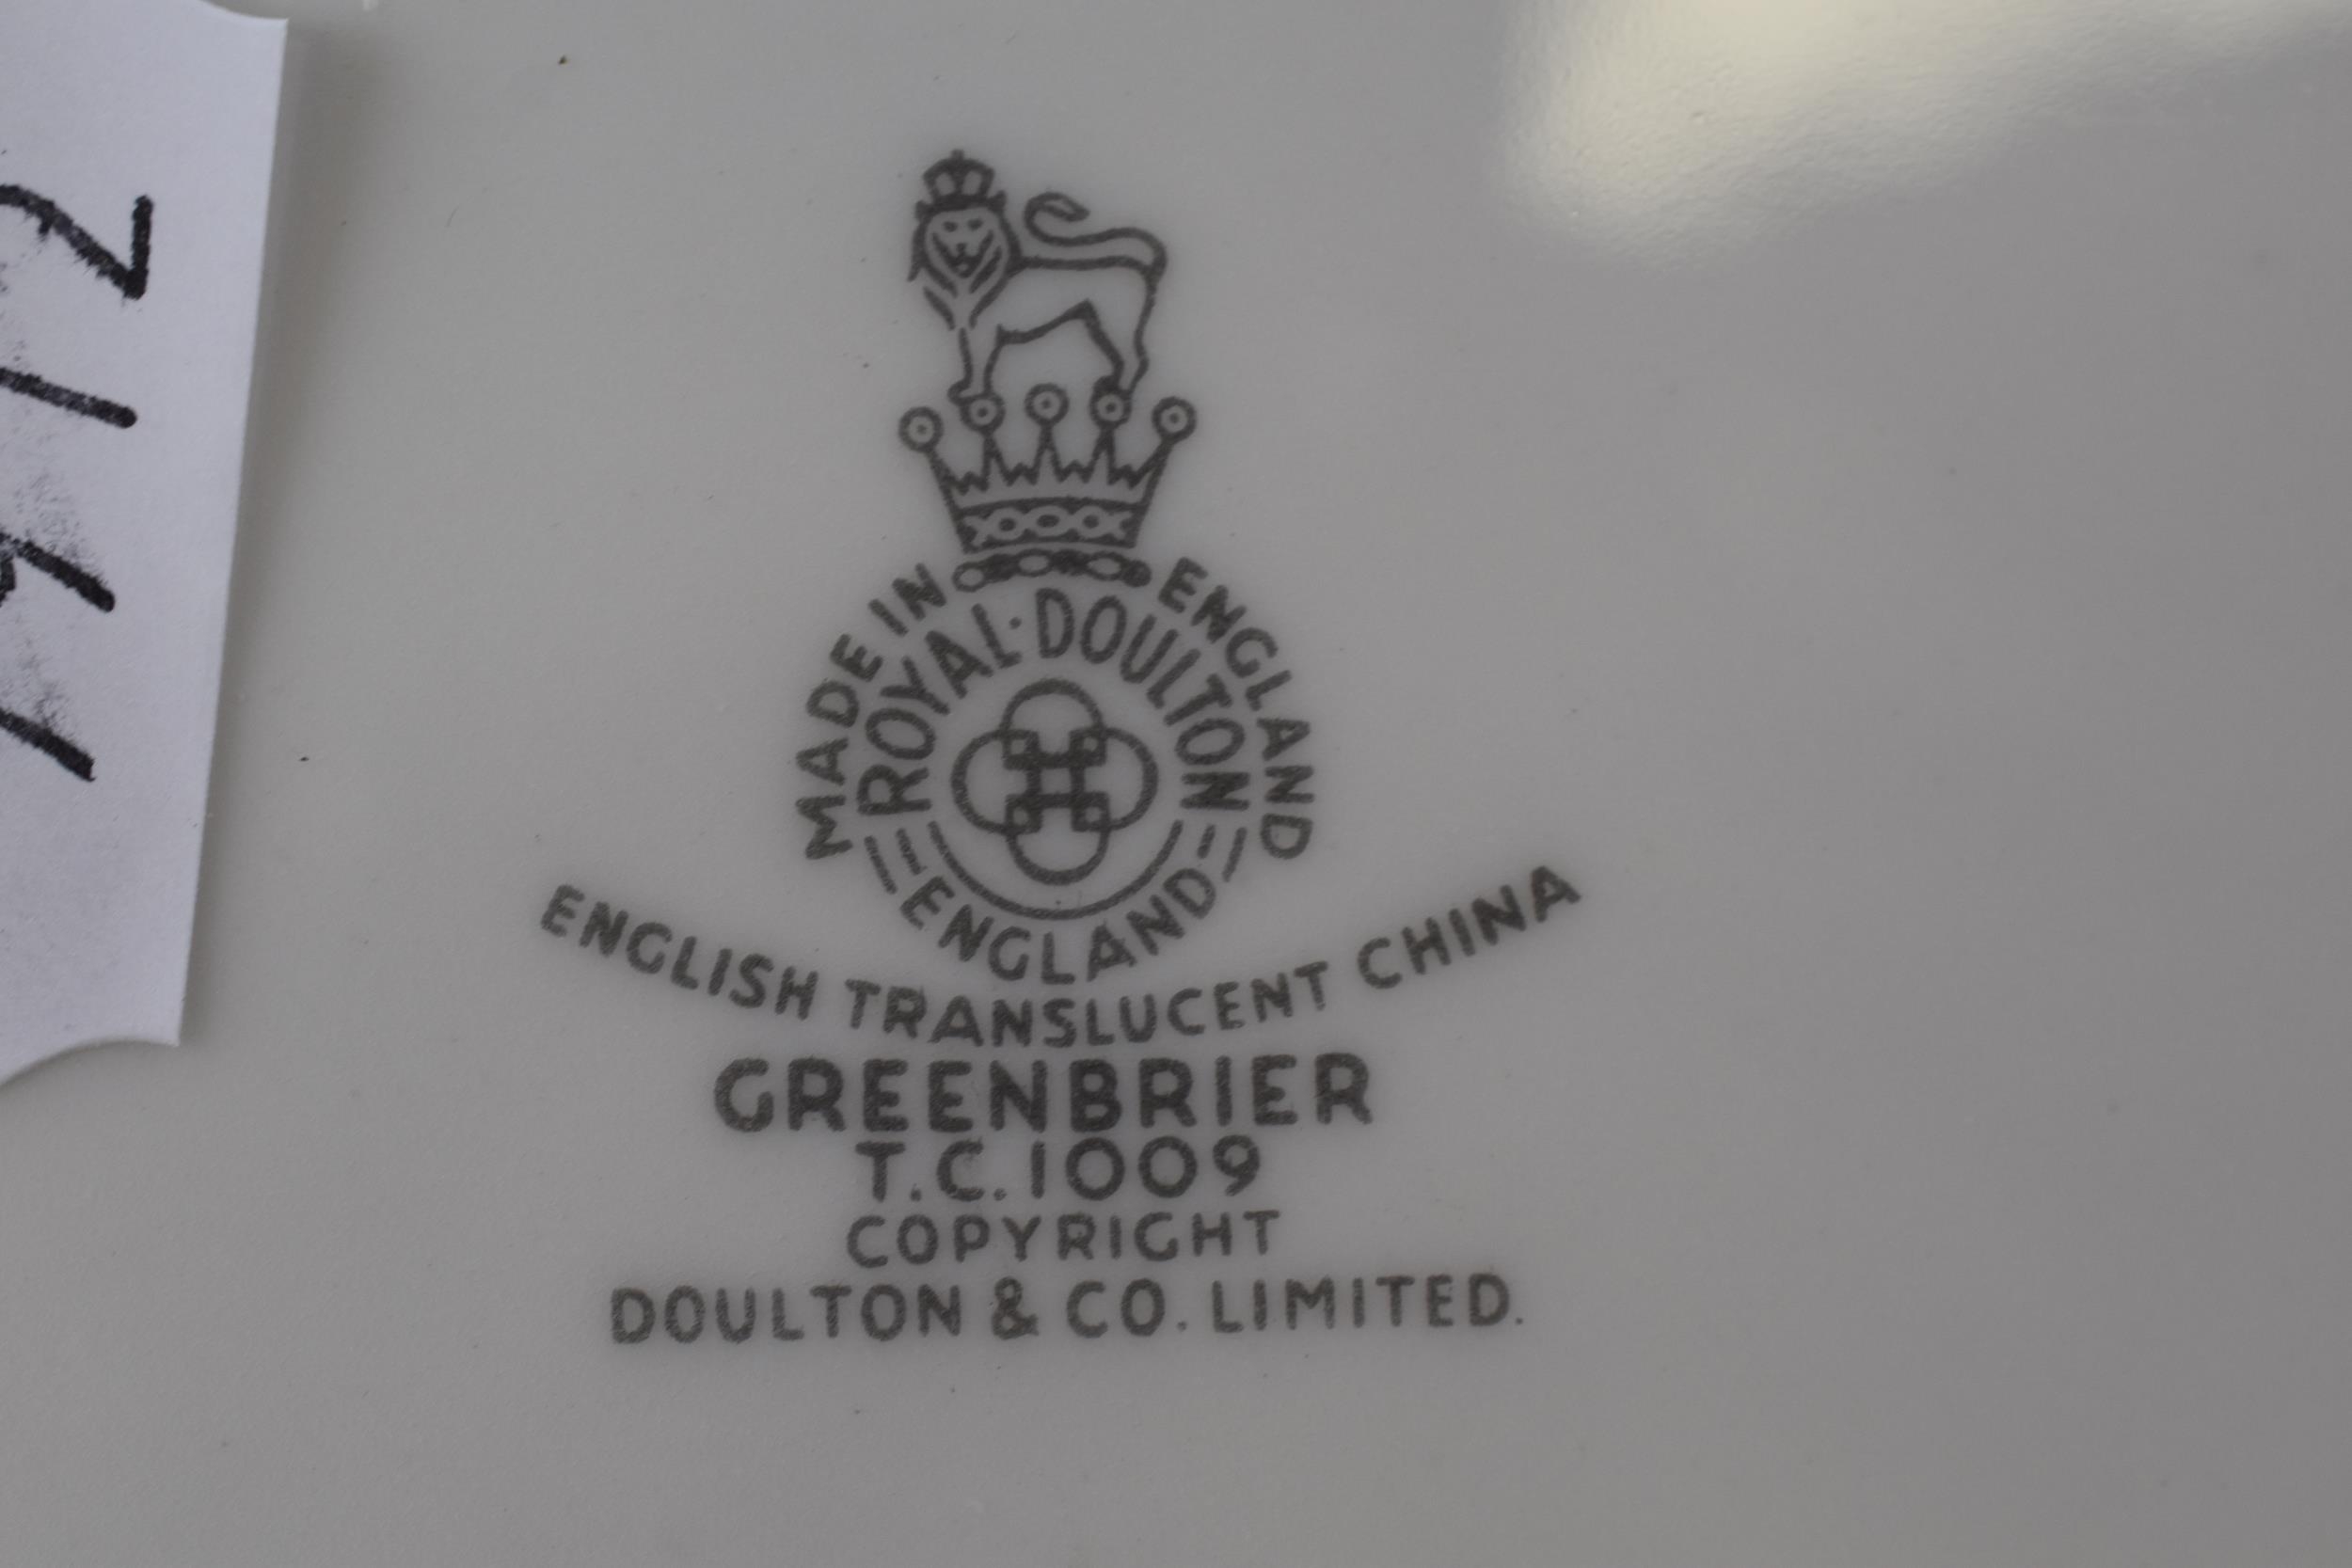 MADE IN ENGLAND
ROYAL·DOULTON
ENGLAND
ENGLISH TRANSLUCENT CHINA
GREENBRIER
T.C.1009
COPYRIGHT
DOULTON & CO. LIMITED.